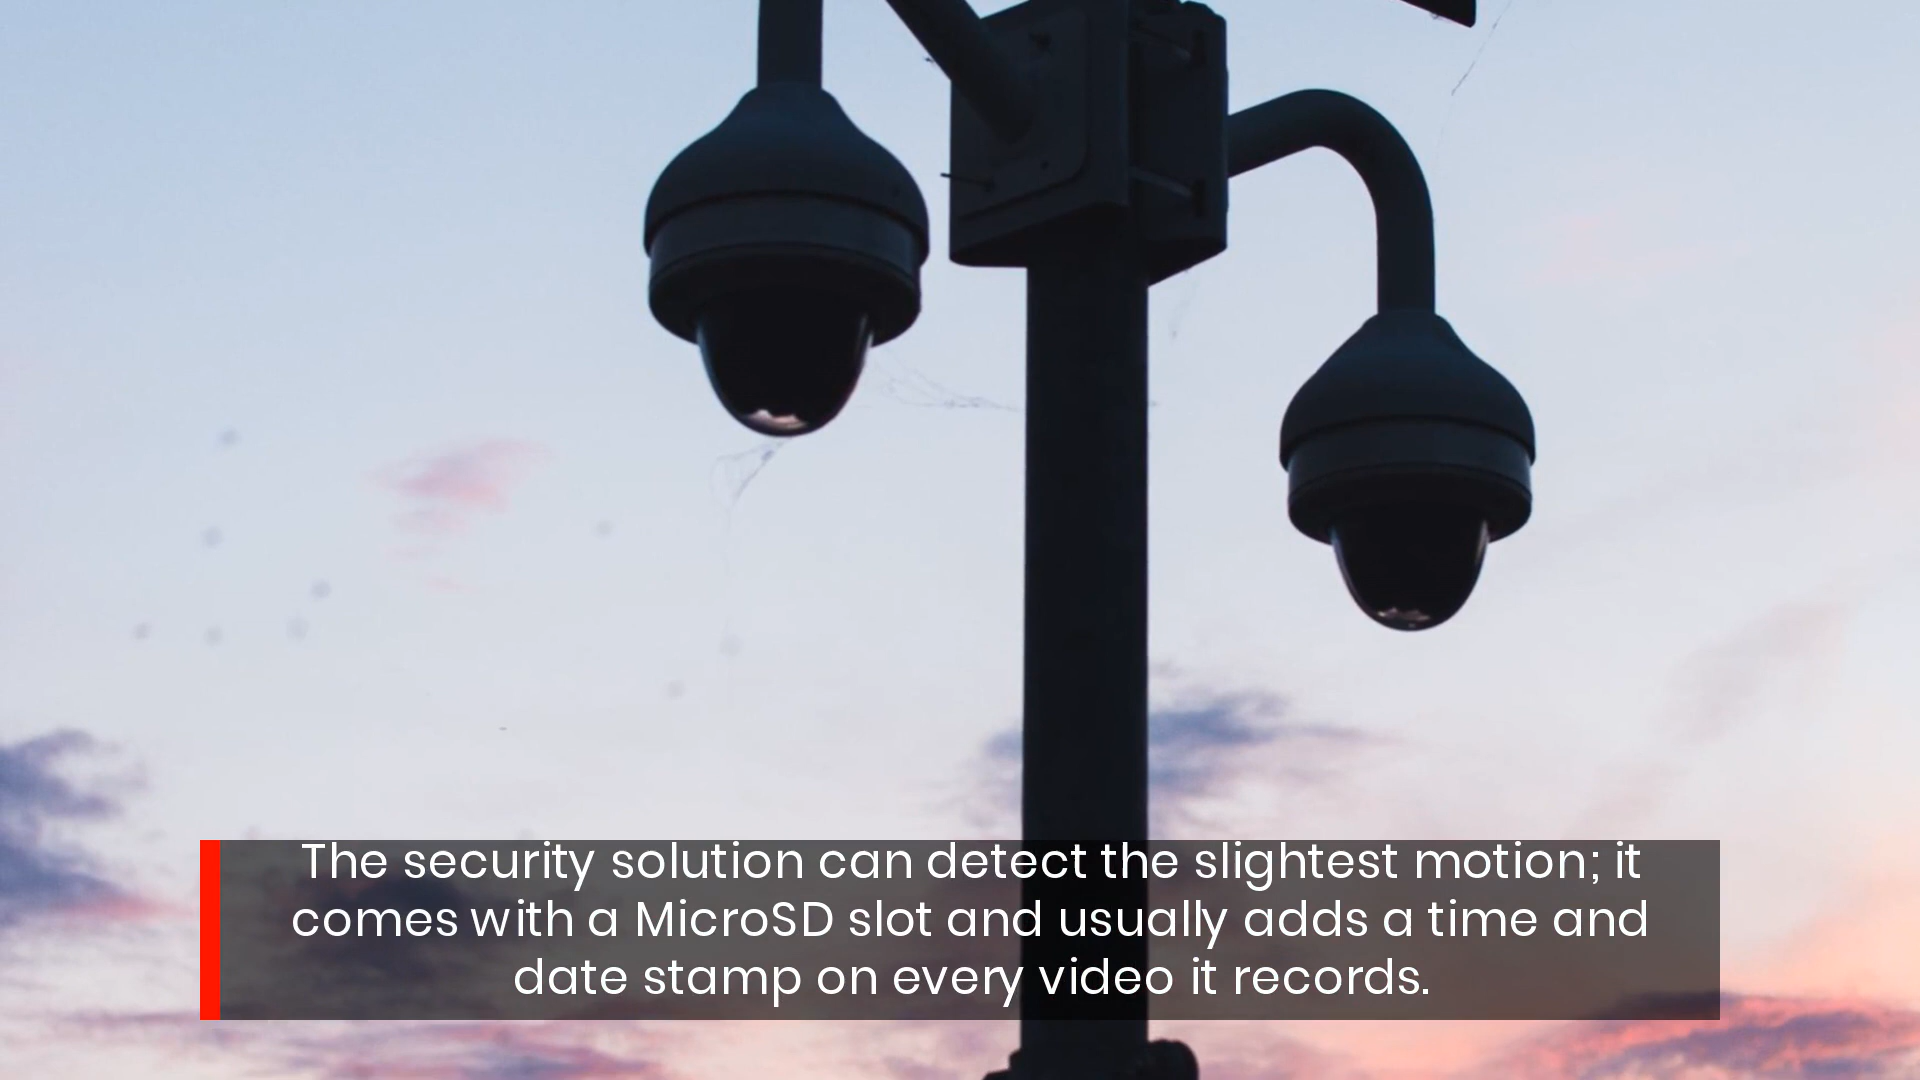 The security solution can detect the slightest motion; it
comes with a MicroSD slot and usually adds a time and
date stamp on every video it records.